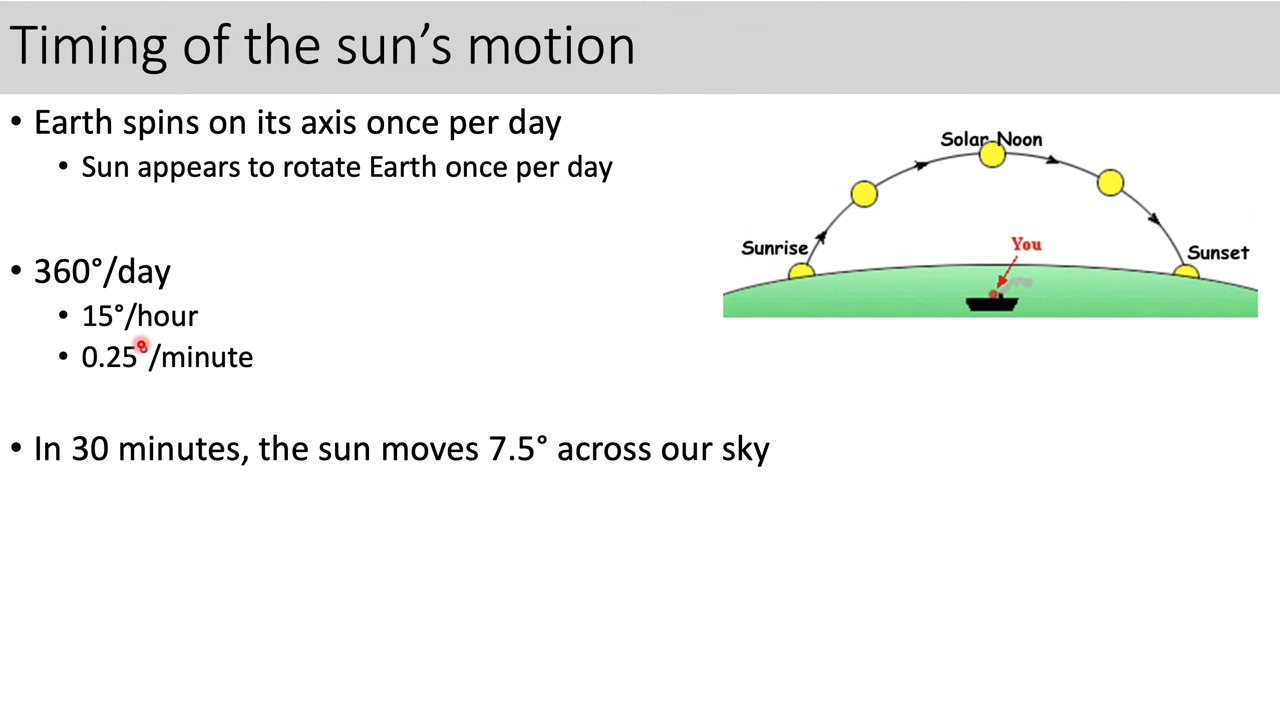 Timing of the sun’s motion
• Earth spins on its axis once per day
• Sun appears to rotate Earth once per day
• 360°/day
• 15°/hour
• 0.25°/minute
• In 30 minutes, the sun moves 7.5° across our sky
Solar Noon
Sunrise
You
Sunset